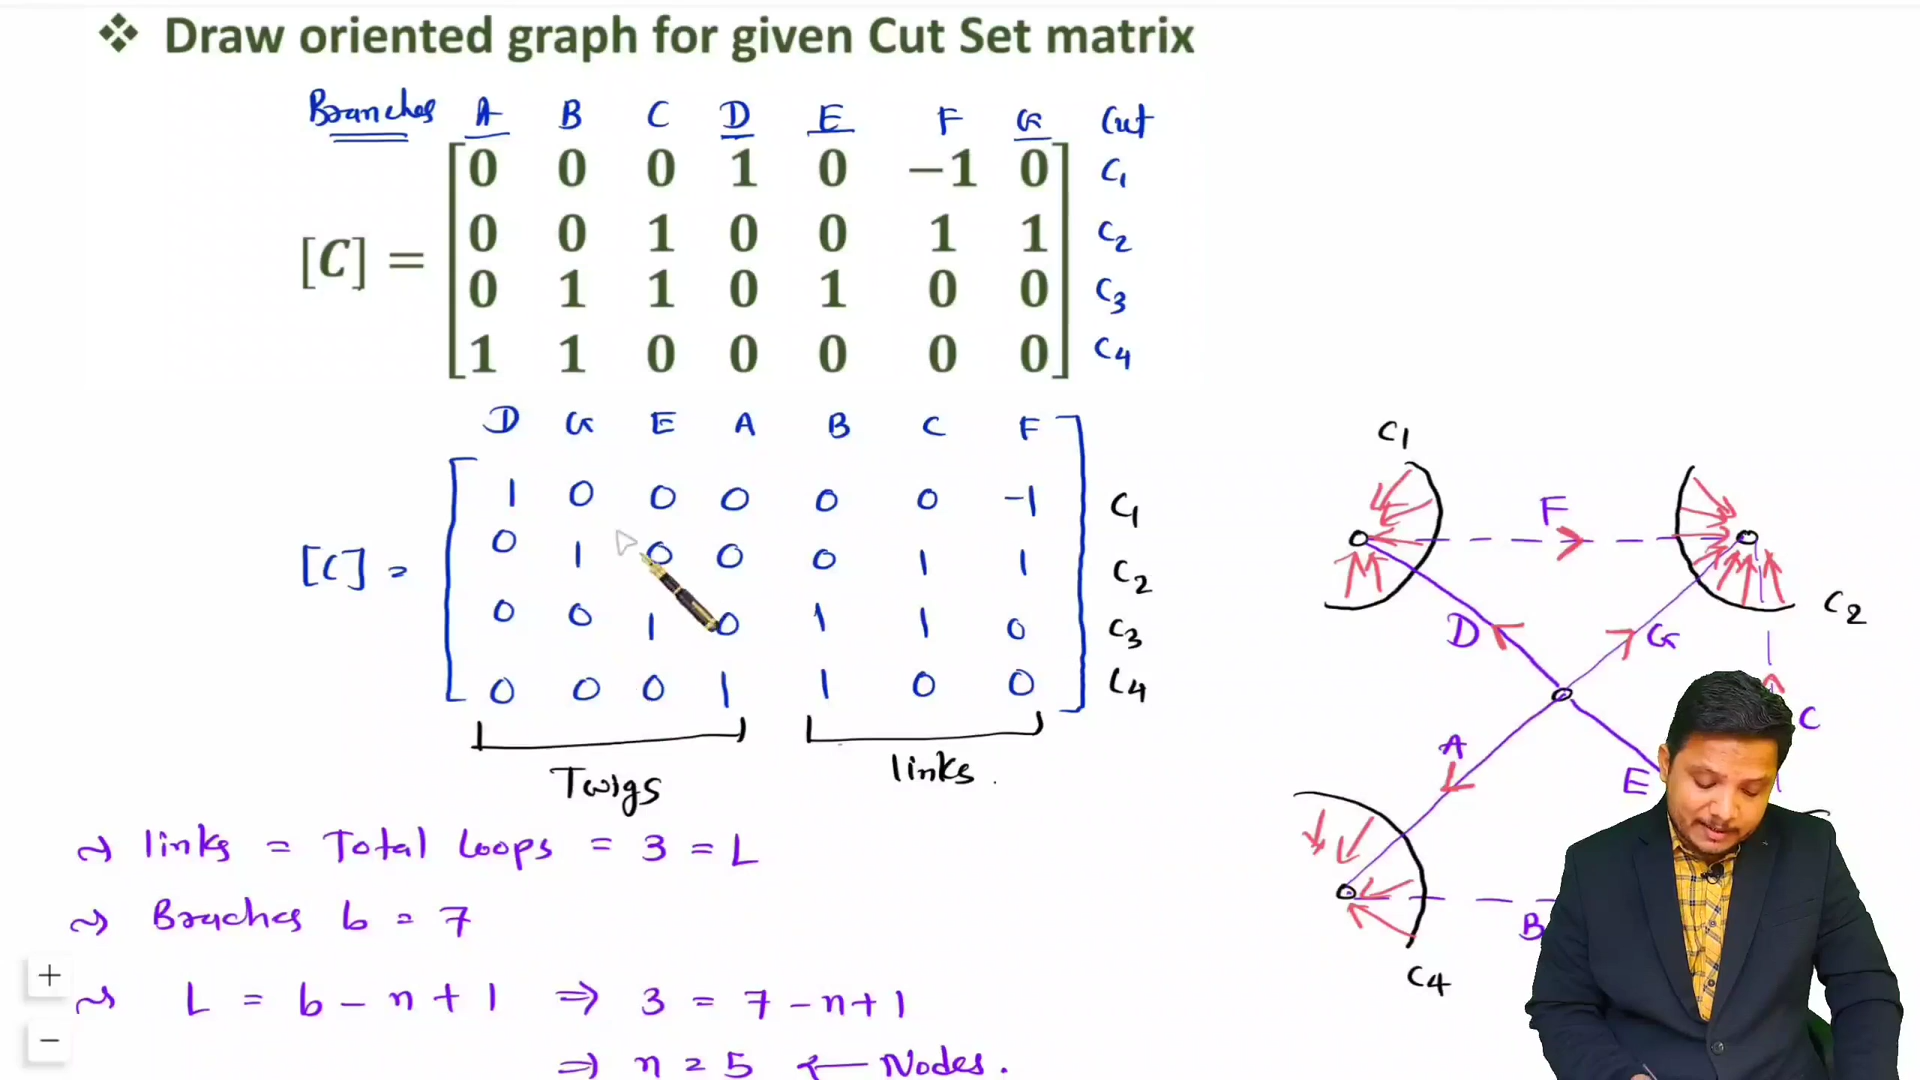 ❖ Draw oriented graph for given Cut Set matrix
Branches A B C D E F G Cut
0 0 0 1 0 −1 0 C1
0 0 1 0 0 1 1 C2
[C] =
0 1 1 0 1 0 0 C3
1 1 0 0 0 0 0 C4
D G E A B C F
1 0 0 0 0 0 -1 C1
0 1 0 0 0 1 1 C2
[C] =
0 0 1 0 1 1 0 C3
0 0 0 1 1 0 0 C4
Twigs links.
~> links = Total loops = 3 = L
~> Braches b = 7
~> L = b - n + 1 => 3 = 7 - n + 1
=> n = 5 <- Nodes.
C1
F
C2
D G
C
A
E
B
C4
+
−